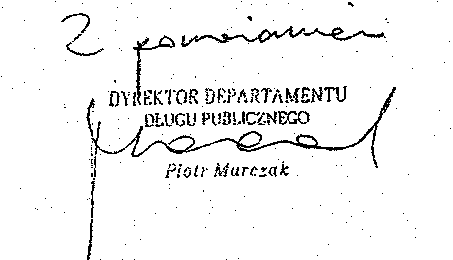 Z poważaniem
DYREKTOR DEPARTAMENTU
DŁUGU PUBLICZNEGO
Piotr Marczak